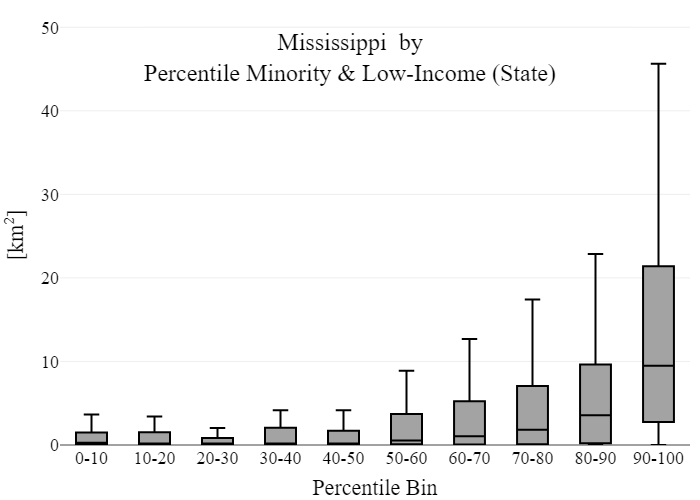 Mississippi by
Percentile Minority & Low-Income (State)
[km²]
50
40
30
20
10
0
0-10 10-20 20-30 30-40 40-50 50-60 60-70 70-80 80-90 90-100
Percentile Bin